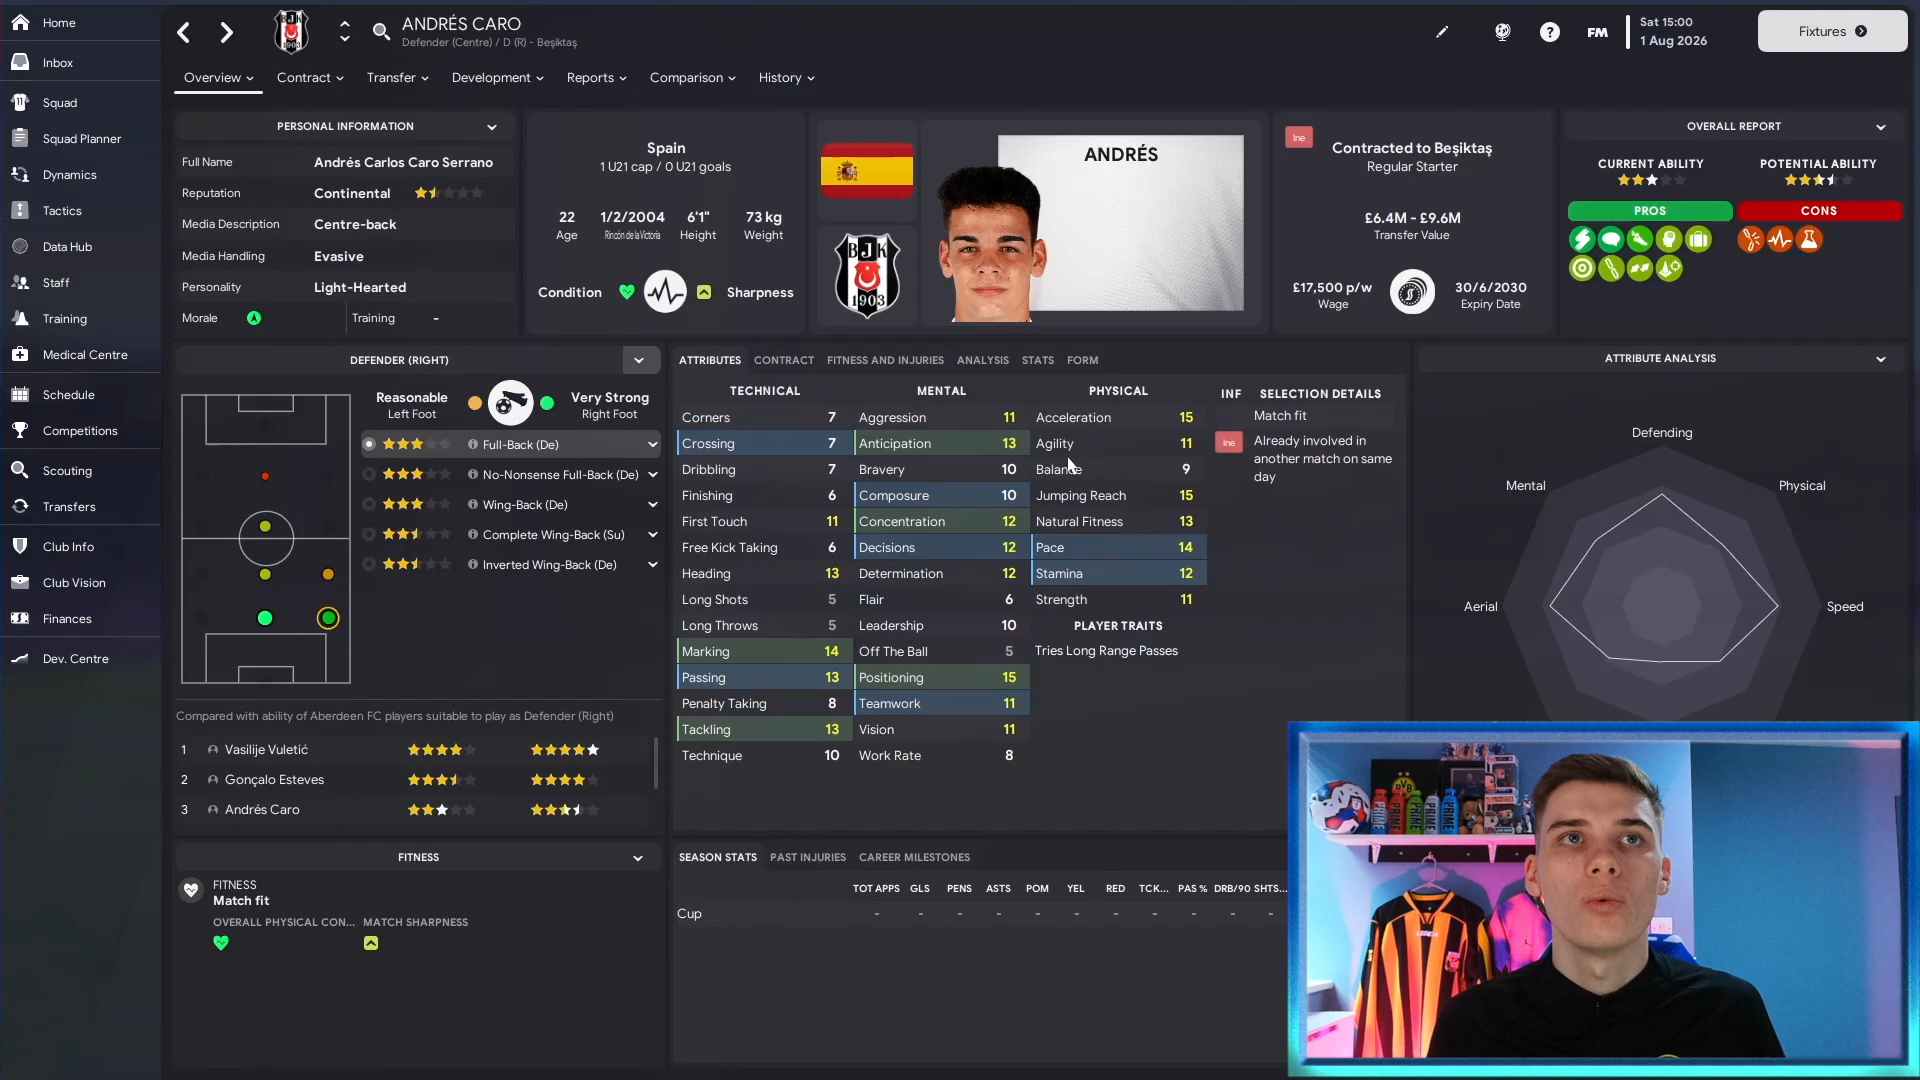 Home
Inbox
Squad
Squad Planner
Dynamics
Tactics
Data Hub
Staff
Training
Medical Centre
Schedule
Competitions
Scouting
Transfers
Club Info
Club Vision
Finances
Dev. Centre
ANDRÉS CARO
Defender (Centre) / D (R) - Beşiktaş
FM
Sat 15:00
1 Aug 2026
Fixtures
Overview
Contract
Transfer
Development
Reports
Comparison
History
PERSONAL INFORMATION
Full Name Andrés Carlos Caro Serrano
Reputation Continental
Media Description Centre-back
Media Handling Evasive
Personality Light-Hearted
Morale
Training -
Spain
1 U21 cap / 0 U21 goals
22 1/2/2004 6'1" 73 kg
Age Rincón de la Victoria Height Weight
Condition Sharpness
BJK
1903
ANDRÉS
Ine
Contracted to Beşiktaş
Regular Starter
£6.4M - £9.6M
Transfer Value
£17,500 p/w 30/6/2030
Wage Expiry Date
OVERALL REPORT
CURRENT ABILITY POTENTIAL ABILITY
PROS CONS
DEFENDER (RIGHT)
Reasonable Very Strong
Left Foot Right Foot
Full-Back (De)
No-Nonsense Full-Back (De)
Wing-Back (De)
Complete Wing-Back (Su)
Inverted Wing-Back (De)
Compared with ability of Aberdeen FC players suitable to play as Defender (Right)
1 Vasilije Vuletić
2 Gonçalo Esteves
3 Andrés Caro
ATTRIBUTES CONTRACT FITNESS AND INJURIES ANALYSIS STATS FORM
TECHNICAL
Corners 7
Crossing 7
Dribbling 7
Finishing 6
First Touch 11
Free Kick Taking 6
Heading 13
Long Shots 5
Long Throws 5
Marking 14
Passing 13
Penalty Taking 8
Tackling 13
Technique 10
MENTAL
Aggression 11
Anticipation 13
Bravery 10
Composure 10
Concentration 12
Decisions 12
Determination 12
Flair 6
Leadership 10
Off The Ball 5
Positioning 15
Teamwork 11
Vision 11
Work Rate 8
PHYSICAL
Acceleration 15
Agility 11
Balance 9
Jumping Reach 15
Natural Fitness 13
Pace 14
Stamina 12
Strength 11
PLAYER TRAITS
Tries Long Range Passes
INF SELECTION DETAILS
Match fit
Ine Already involved in
another match on same
day
ATTRIBUTE ANALYSIS
Defending
Mental
Physical
Aerial
Speed
FITNESS
FITNESS
Match fit
OVERALL PHYSICAL CON... MATCH SHARPNESS
SEASON STATS PAST INJURIES CAREER MILESTONES
TOT APPS GLS PENS ASTS POM YEL RED TCK... PAS % DRB/90 SHTS...
Cup - - - - - - - - - - -
BVB
PRIME
PRIME
PRIME
PRIME